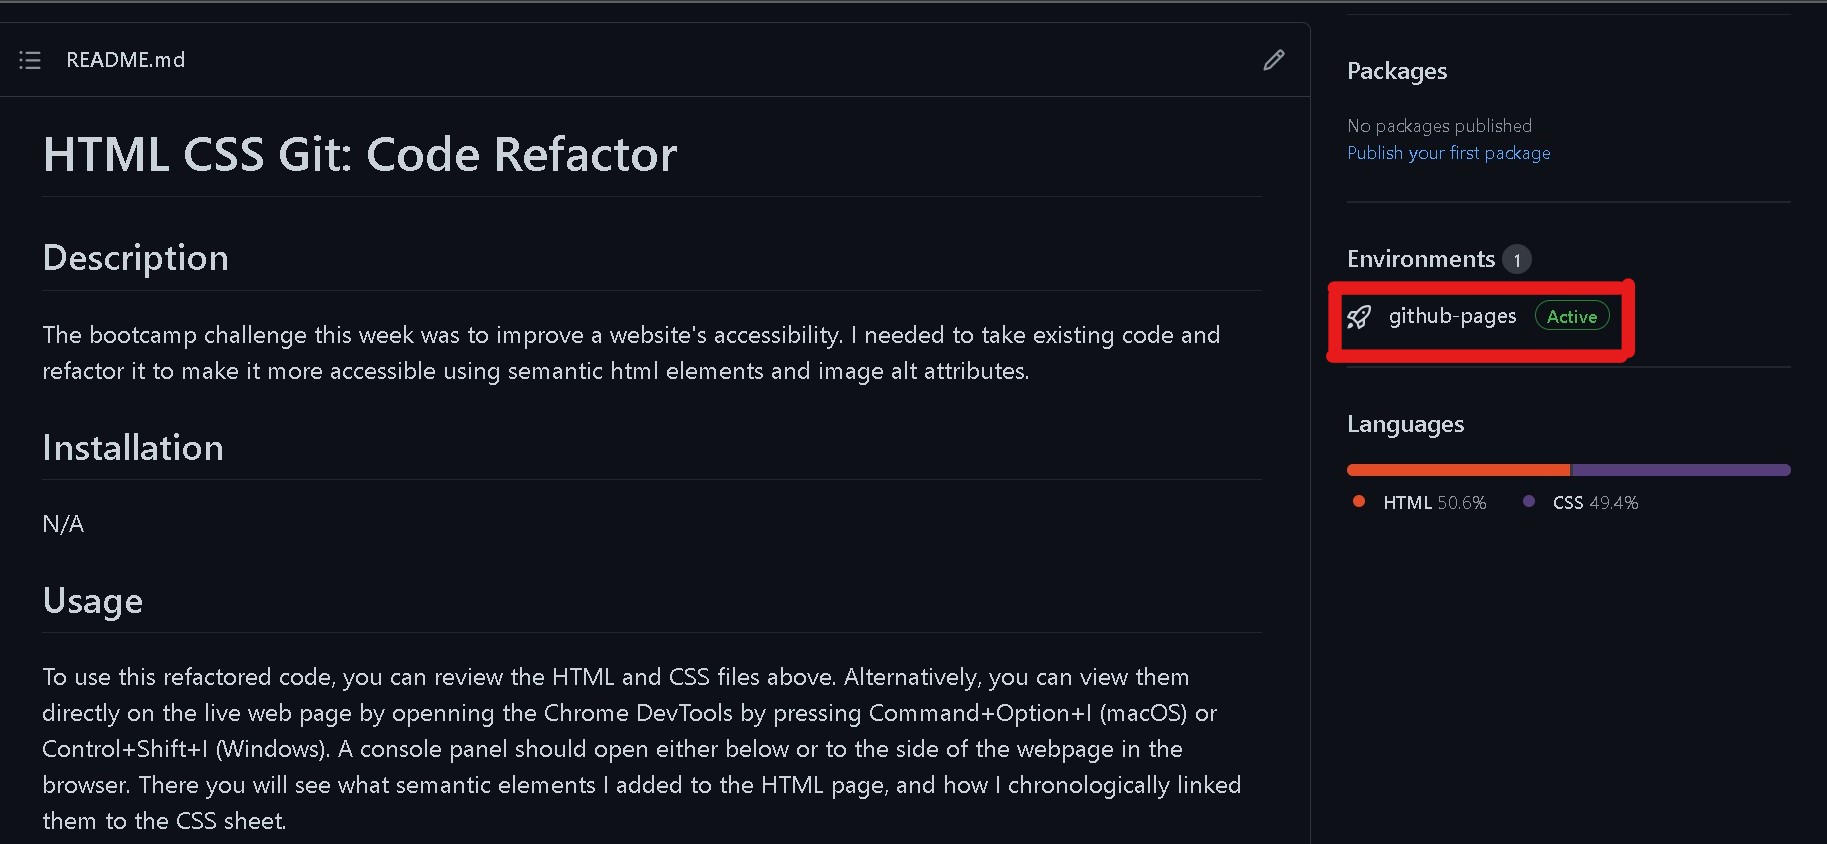 README.md
HTML CSS Git: Code Refactor
Description
The bootcamp challenge this week was to improve a website's accessibility. I needed to take existing code and
refactor it to make it more accessible using semantic html elements and image alt attributes.
Installation
N/A
Usage
To use this refactored code, you can review the HTML and CSS files above. Alternatively, you can view them
directly on the live web page by openning the Chrome DevTools by pressing Command+Option+I (macOS) or
Control+Shift+I (Windows). A console panel should open either below or to the side of the webpage in the
browser. There you will see what semantic elements I added to the HTML page, and how I chronologically linked
them to the CSS sheet.
Packages
No packages published
Publish your first package
Environments 1
github-pages Active
Languages
HTML 50.6% CSS 49.4%